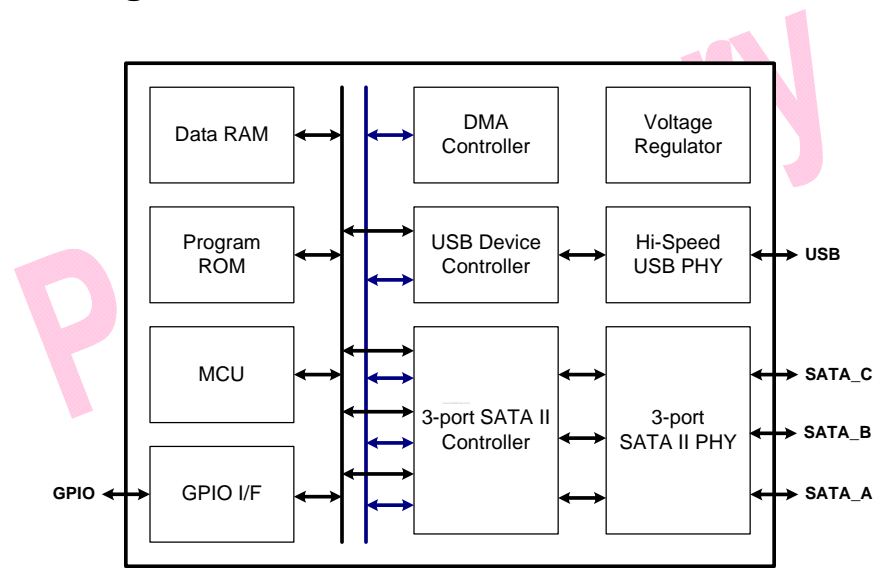 Data RAM
DMA
Controller
Voltage
Regulator
Program
ROM
USB Device
Controller
Hi-Speed
USB PHY
USB
MCU
3-port SATA II
Controller
3-port
SATA II PHY
SATA_C
SATA_B
SATA_A
GPIO
GPIO I/F